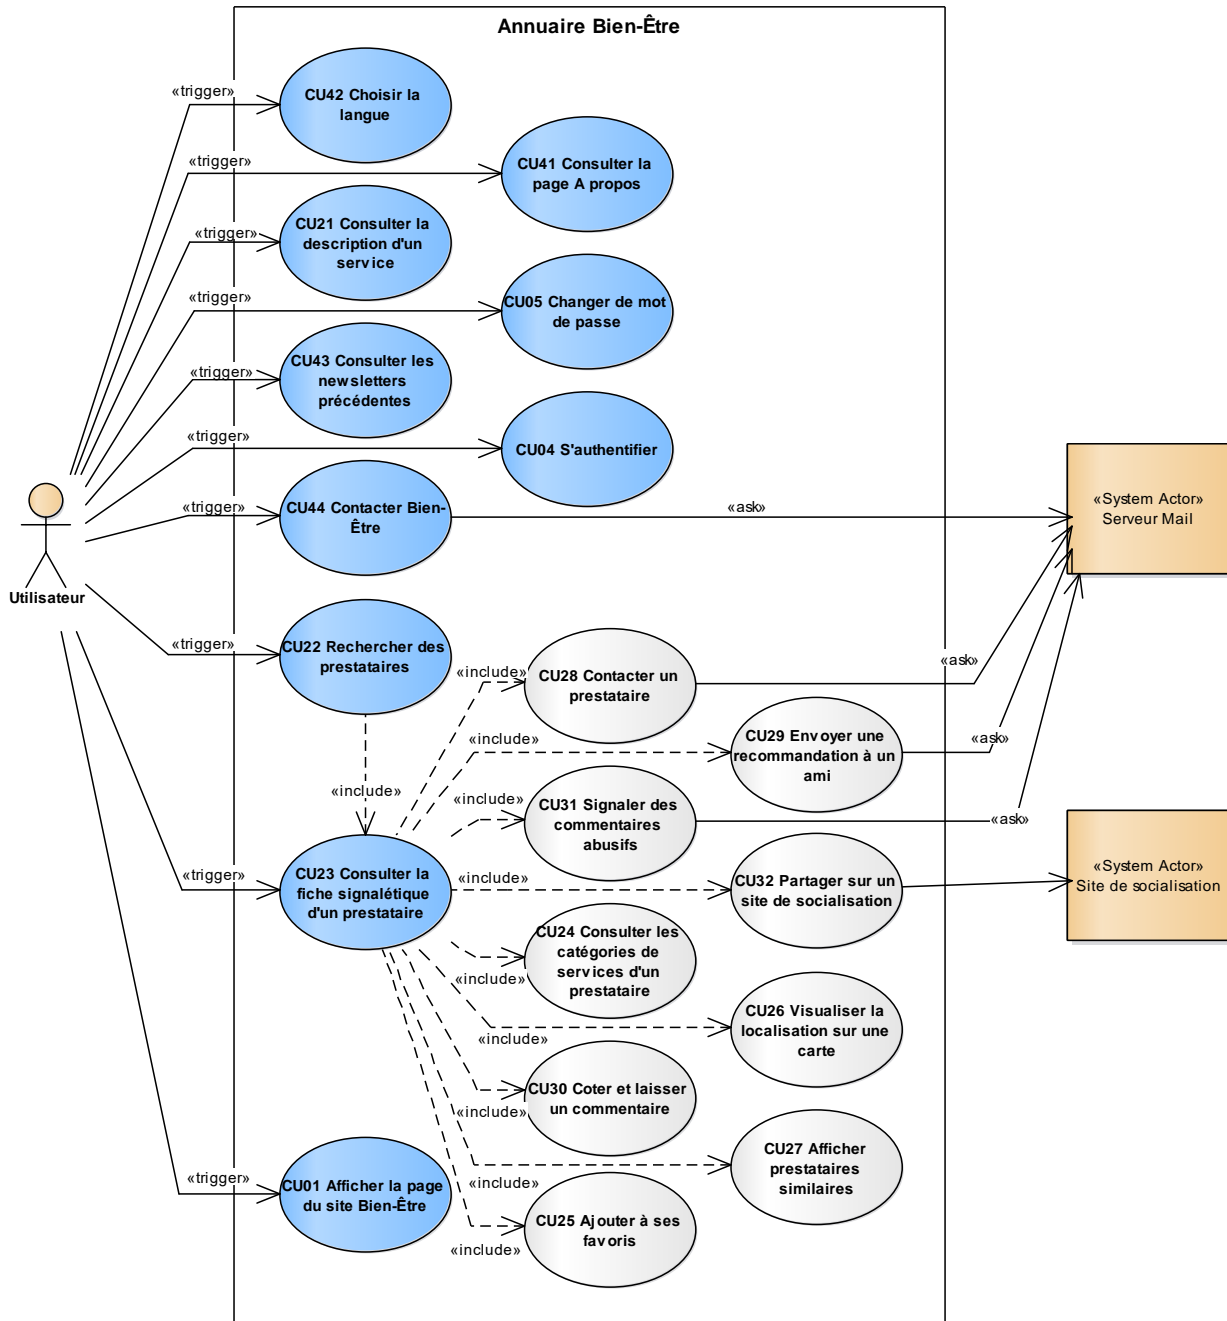 Annuaire Bien-Être
«trigger»
CU42 Choisir la
langue
«trigger»
CU41 Consulter la
page A propos
«trigger»
CU21 Consulter la
description d'un
service
«trigger»
CU05 Changer de mot
de passe
«trigger»
CU43 Consulter les
newsletters
précédentes
«trigger»
CU04 S'authentifier
«trigger»
CU44 Contacter Bien-
Être
«ask»
«System Actor»
Serveur Mail
Utilisateur
«trigger»
CU22 Rechercher des
prestataires
«include»
CU28 Contacter un
prestataire
«ask»
«include»
CU29 Envoyer une
recommandation à un
ami
«ask»
«include»
«include»
CU31 Signaler des
commentaires
abusifs
«ask»
«trigger»
CU23 Consulter la
fiche signalétique
d'un prestataire
«include»
CU32 Partager sur un
site de socialisation
«System Actor»
Site de socialisation
«include»
CU24 Consulter les
catégories de
services d'un
prestataire
«include»
CU26 Visualiser la
localisation sur une
carte
«include»
CU30 Coter et laisser
un commentaire
«include»
CU27 Afficher
prestataires
similaires
«trigger»
CU01 Afficher la page
du site Bien-Être
«include»
CU25 Ajouter à ses
favoris